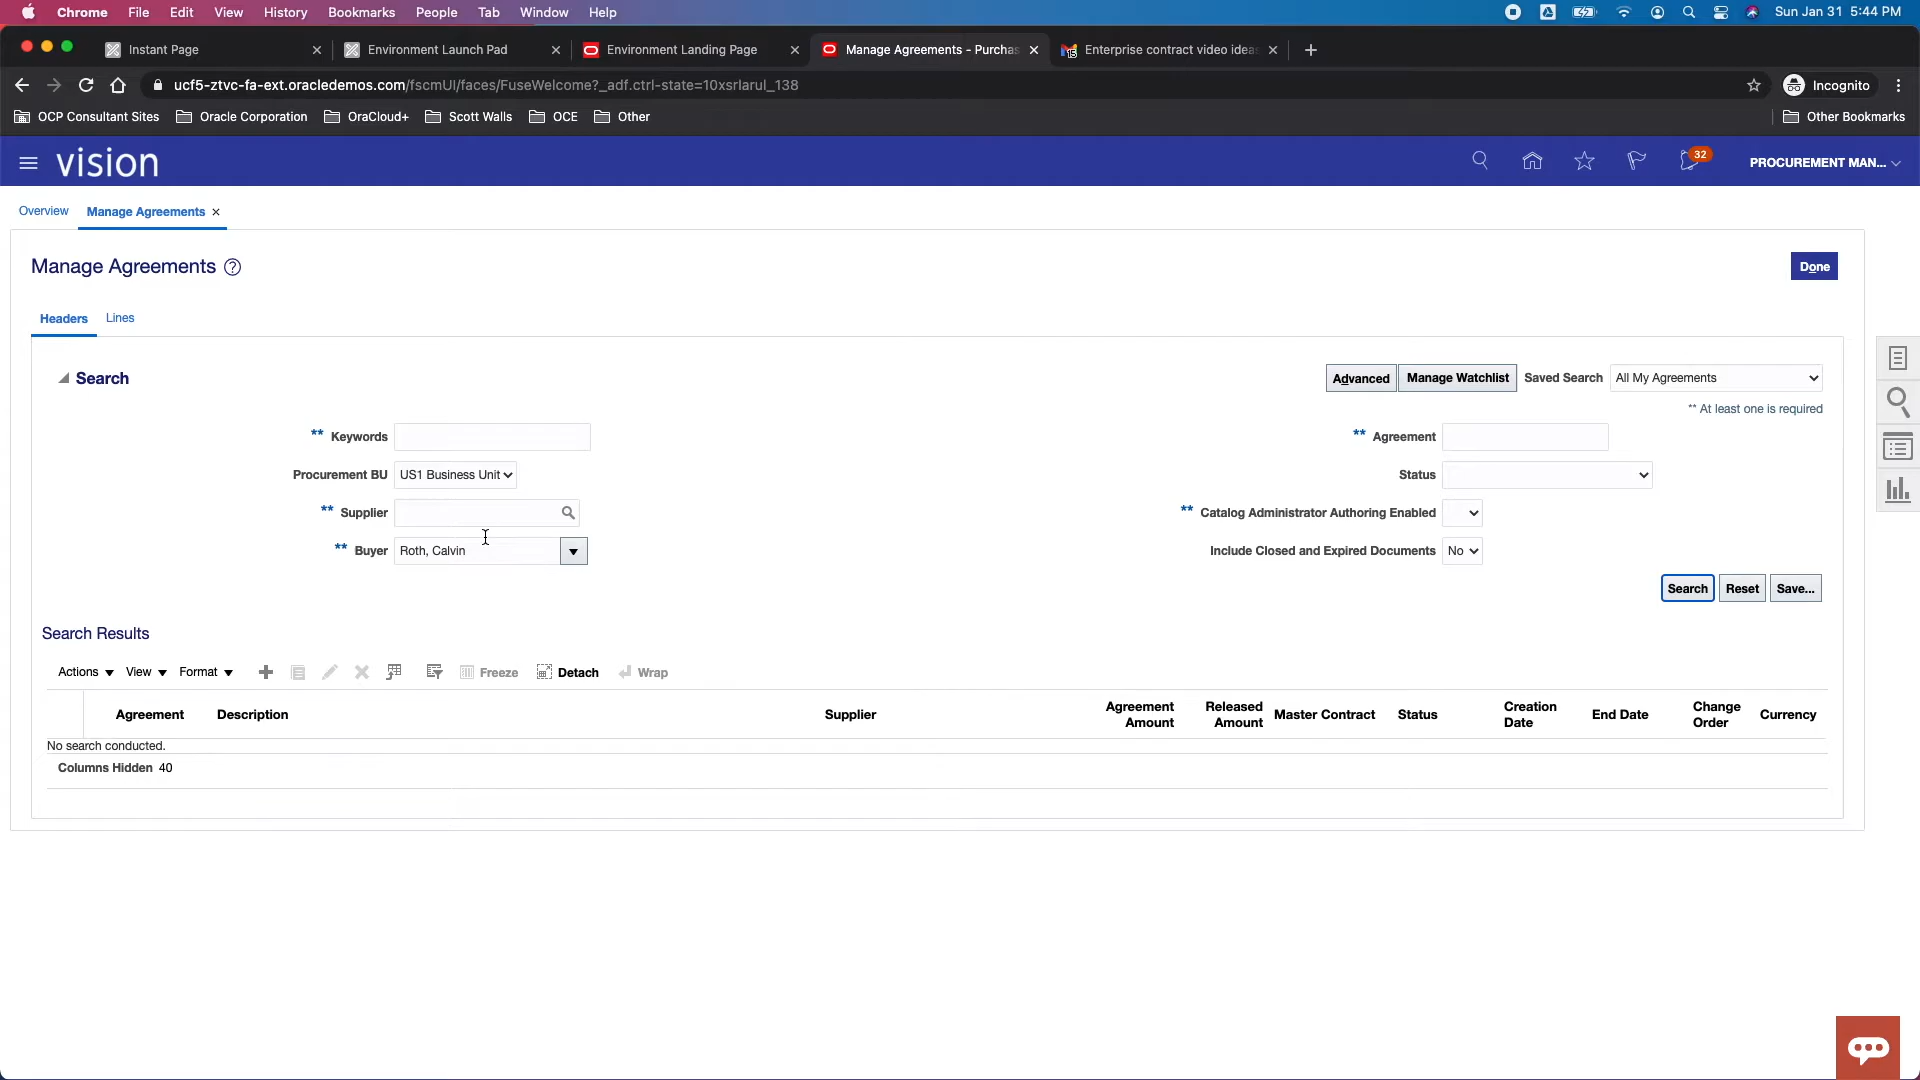 Chrome File Edit View History Bookmarks People Tab Window Help Sun Jan 31 5:44 PM
Instant Page Environment Launch Pad Environment Landing Page Manage Agreements - Purchas Enterprise contract video idea
ucf5-ztvc-fa-ext.oracledemos.com/fscmUI/faces/FuseWelcome?_adf.ctrl-state=10xsrlarul_138 Incognito
OCP Consultant Sites Oracle Corporation OraCloud+ Scott Walls OCE Other Other Bookmarks
vision 32 PROCUREMENT MAN...
Overview Manage Agreements
Manage Agreements Done
Headers Lines
Search Advanced Manage Watchlist Saved Search All My Agreements
** At least one is required
** Keywords ** Agreement
Procurement BU US1 Business Unit Status
** Supplier ** Catalog Administrator Authoring Enabled
** Buyer Roth, Calvin Include Closed and Expired Documents No
Search Reset Save...
Search Results
Actions View Format Freeze Detach Wrap
Agreement Description Supplier Agreement Amount Released Amount Master Contract Status Creation Date End Date Change Order Currency
No search conducted.
Columns Hidden 40